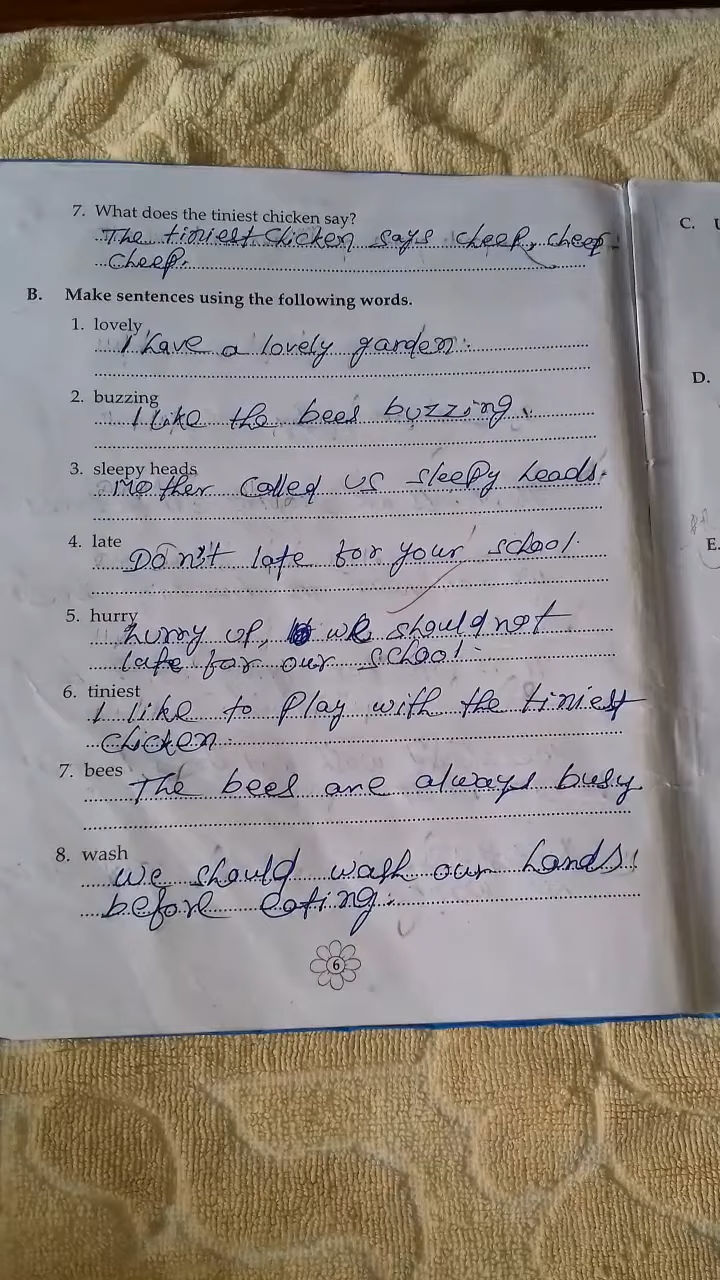 7. What does the tiniest chicken say?
The tiniest chicken says cheep, cheep
cheep.
B. Make sentences using the following words.
1. lovely
I have a lovely garden.
2. buzzing
I like the bees buzzing.
3. sleepy heads
Mother called us sleepy heads.
4. late
Don't late for your school.
5. hurry
hurry up, we should not
late for our school.
6. tiniest
I like to play with the tiniest
chicken.
7. bees
The bees are always busy
8. wash
we should wash our hands
before eating.
6
C.
D.
E.